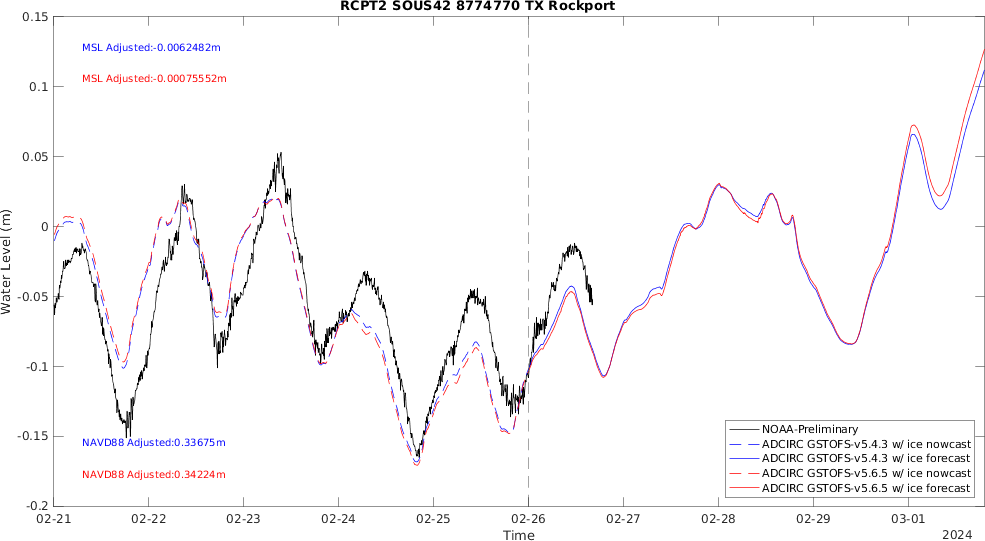 RCPT2 SOUS42 8774770 TX Rockport
0.15
0.1
0.05
0
-0.05
-0.1
-0.15
-0.2
Water Level (m)
MSL Adjusted:-0.0062482m
MSL Adjusted:-0.00075552m
NAVD88 Adjusted:0.33675m
NAVD88 Adjusted:0.34224m
NOAA-Preliminary
ADCIRC GSTOFS-v5.4.3 w/ ice nowcast
ADCIRC GSTOFS-v5.4.3 w/ ice forecast
ADCIRC GSTOFS-v5.6.5 w/ ice nowcast
ADCIRC GSTOFS-v5.6.5 w/ ice forecast
02-21 02-22 02-23 02-24 02-25 02-26 02-27 02-28 02-29 03-01
Time
2024